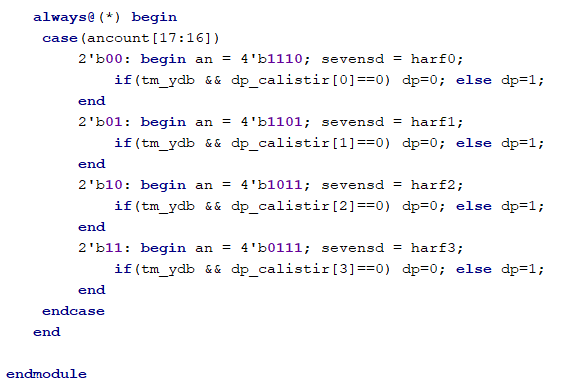 always@(*) begin
case(ancount[17:16])
2'b00: begin an = 4'b1110; sevensd = harf0;
if(tm_ydb && dp_calistir[0]==0) dp=0; else dp=1;
end
2'b01: begin an = 4'b1101; sevensd = harf1;
if(tm_ydb && dp_calistir[1]==0) dp=0; else dp=1;
end
2'b10: begin an = 4'b1011; sevensd = harf2;
if(tm_ydb && dp_calistir[2]==0) dp=0; else dp=1;
end
2'b11: begin an = 4'b0111; sevensd = harf3;
if(tm_ydb && dp_calistir[3]==0) dp=0; else dp=1;
end
endcase
end
endmodule